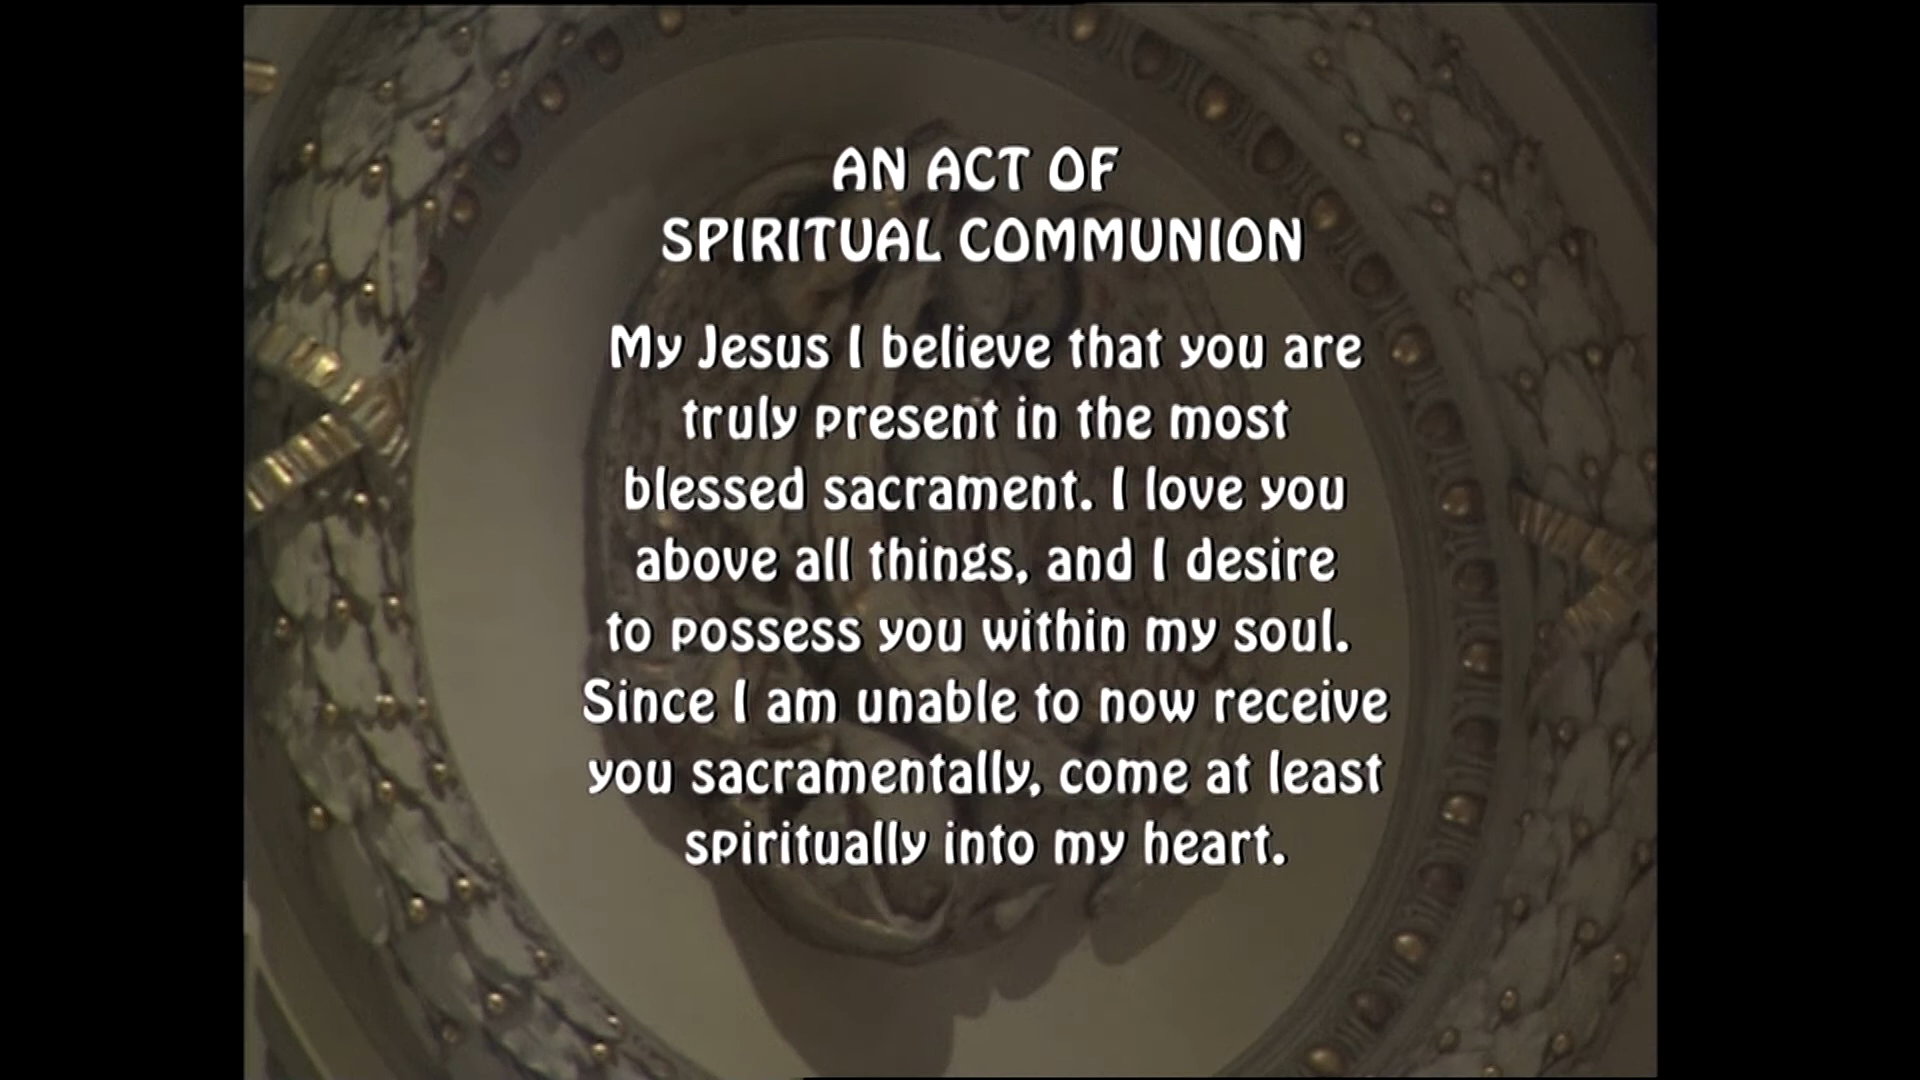 AN ACT OF
SPIRITUAL COMMUNION
My Jesus I believe that you are
truly present in the most
blessed sacrament. I love you
above all things, and I desire
to possess you within my soul.
Since I am unable to now receive
you sacramentally, come at least
spiritually into my heart.